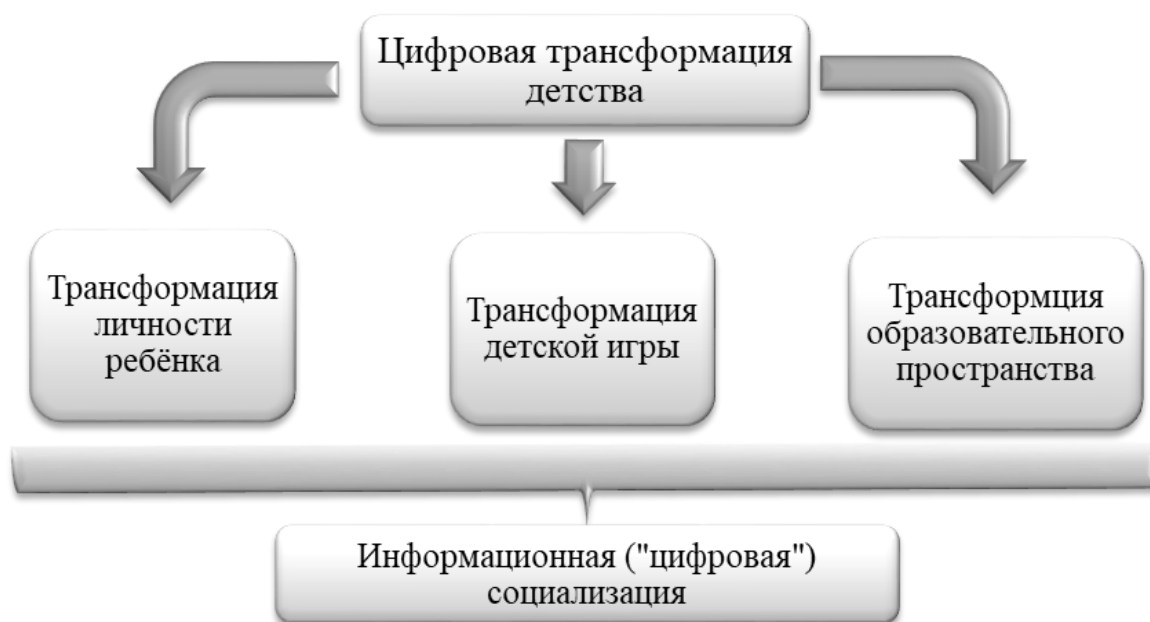 Цифровая трансформация
детства
Трансформация
личности
ребёнка
Трансформация
детской игры
Трансформция
образовательного
пространства
Информационная ("цифровая")
социализация